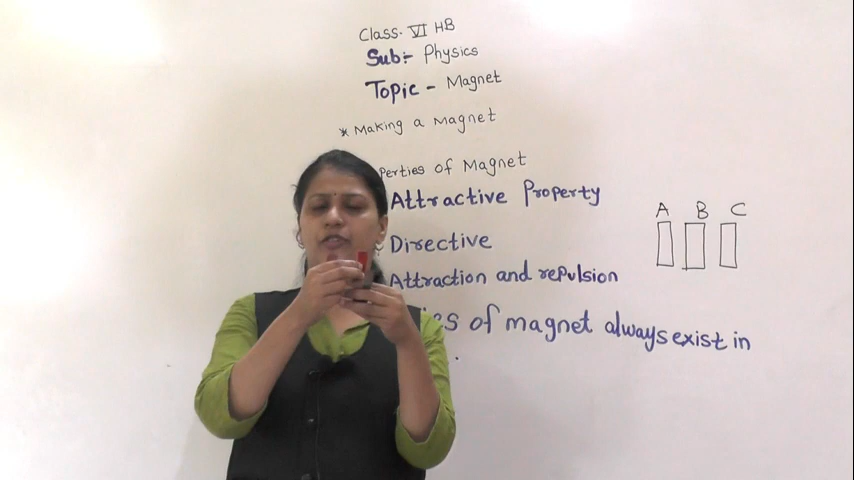 Class- VI HB
Sub:- Physics
Topic - Magnet
* Making a Magnet
perties of Magnet
Attractive Property
Directive
Attraction and repulsion
es of magnet always exist in
A B C